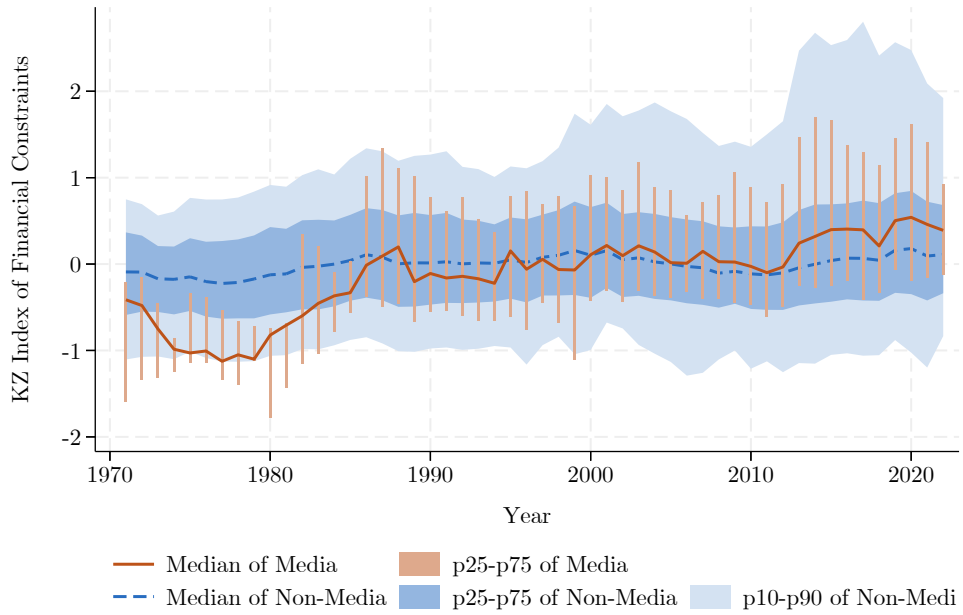 KZ Index of Financial Constraints
2
1
0
-1
-2
1970 1980 1990 2000 2010 2020
Year
Median of Media p25-p75 of Media
Median of Non-Media p25-p75 of Non-Media p10-p90 of Non-Medi